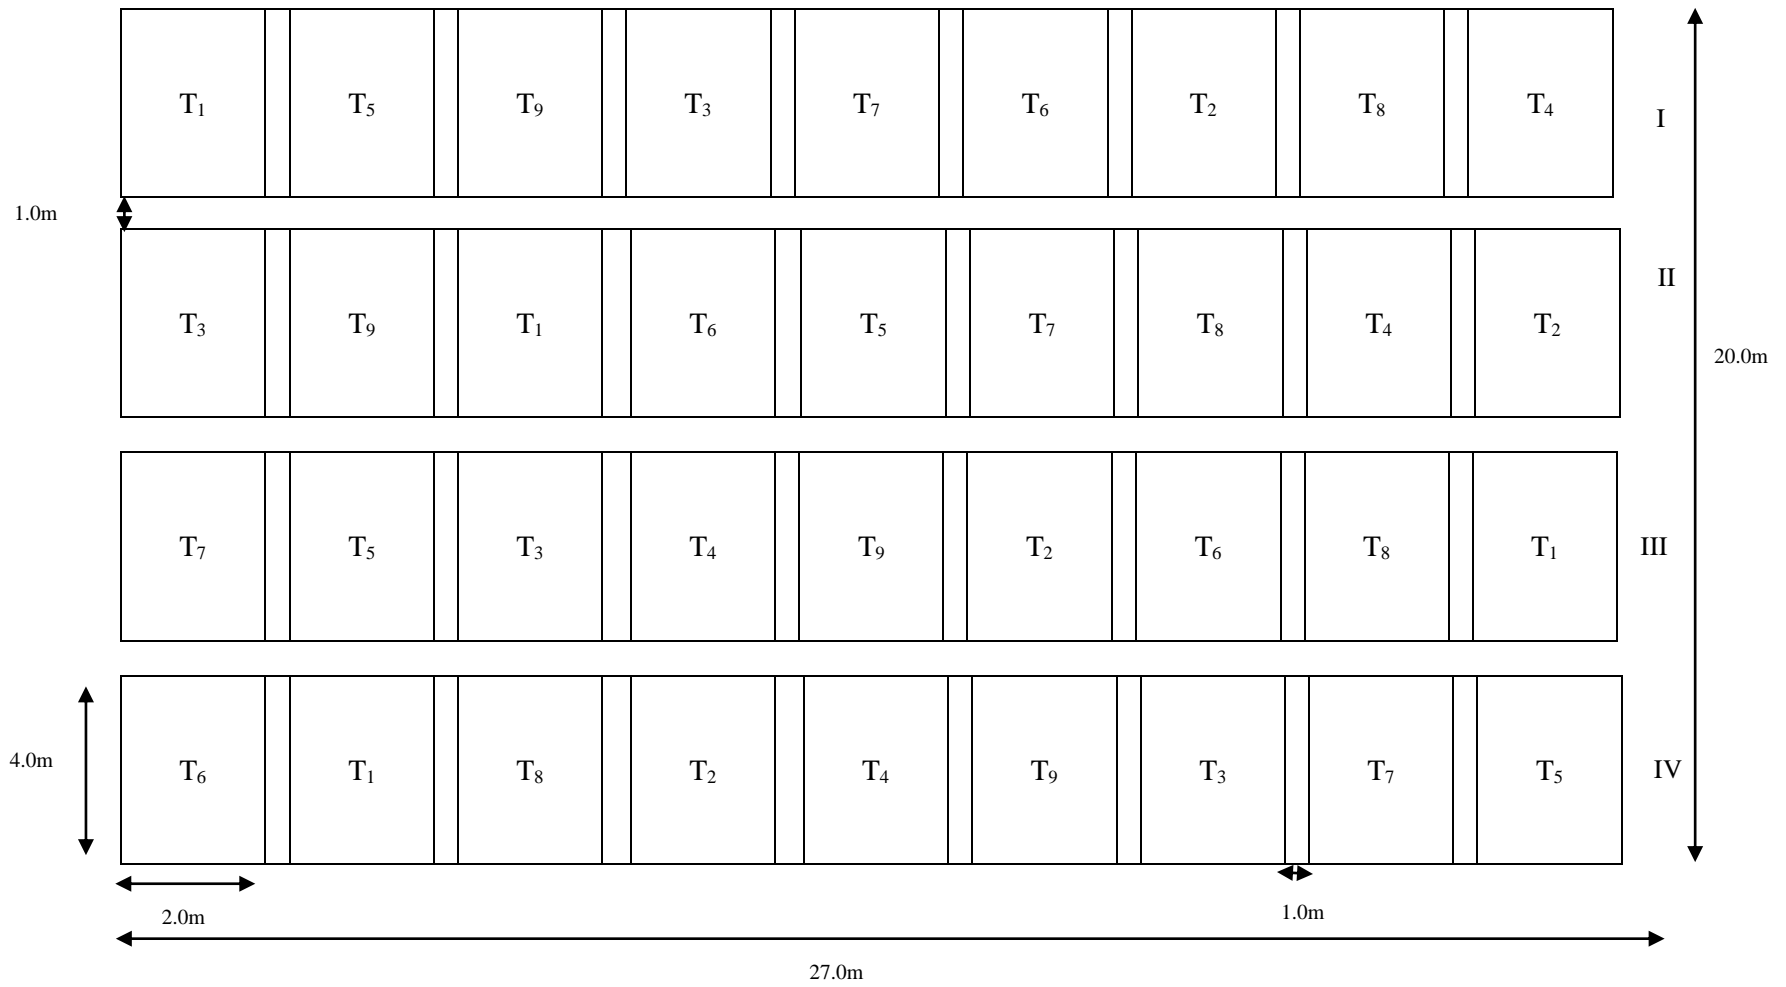 T₁ T₅ T₉ T₃ T₇ T₆ T₂ T₈ T₄ I
1.0m
T₃ T₉ T₁ T₆ T₅ T₇ T₈ T₄ T₂ II
20.0m
T₇ T₅ T₃ T₄ T₉ T₂ T₆ T₈ T₁ III
4.0m T₆ T₁ T₈ T₂ T₄ T₉ T₃ T₇ T₅ IV
2.0m 1.0m
27.0m